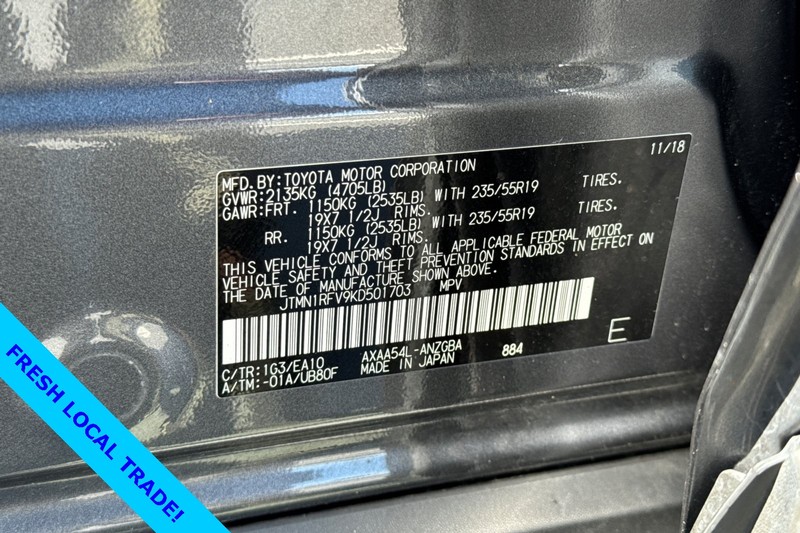 11/18
MFD.BY:TOYOTA MOTOR CORPORATION
GVWR:2135KG (4705LB)
GAWR:FRT. 1150KG (2535LB) WITH 235/55R19 TIRES.
19X7 1/2J RIMS.
RR. 1150KG (2535LB) WITH 235/55R19 TIRES.
19X7 1/2J RIMS.
THIS VEHICLE CONFORMS TO ALL APPLICABLE FEDERAL MOTOR
VEHICLE SAFETY AND THEFT PREVENTION STANDARDS IN EFFECT ON
THE DATE OF MANUFACTURE SHOWN ABOVE.
JTMN1RFV9KD501703 MPV
C/TR:1G3/EA10 AXAA54L-ANZGBA 884 E
A/TM:-01A/UB80F MADE IN JAPAN
FRESH LOCAL TRADE!